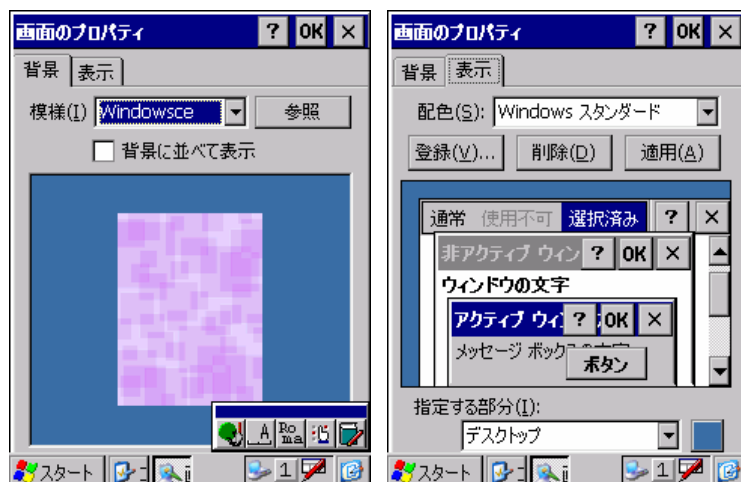 画面のプロパティ ? OK ×
背景 表示
模様(I) Windowsce 参照
背景に並べて表示
A Roma
スタート 1
画面のプロパティ ? OK ×
背景 表示
配色(S): Windows スタンダード
登録(V)... 削除(D) 適用(A)
通常 使用不可 選択済み ? ×
非アクティブ ウィン ? OK ×
ウィンドウの文字
アクティブ ウィ ? OK ×
メッセージ ボック
ボタン
指定する部分(I):
デスクトップ
スタート 1